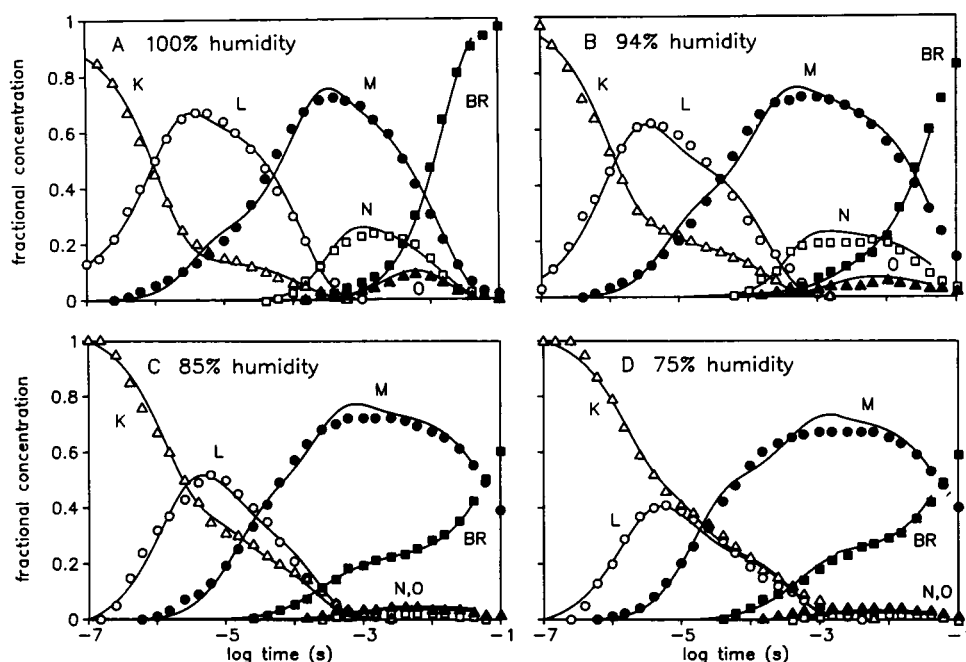 A 100% humidity
B 94% humidity
BR
K
L
M
BR
K
L
M
N
N
O
O
1
0.8
0.6
0.4
0.2
0
fractional concentration
C 85% humidity
D 75% humidity
M
M
K
K
L
L
BR
BR
N,O
N,O
1
0.8
0.6
0.4
0.2
0
fractional concentration
−7 −5 −3 −1
−7 −5 −3
log time (s)
log time (s)